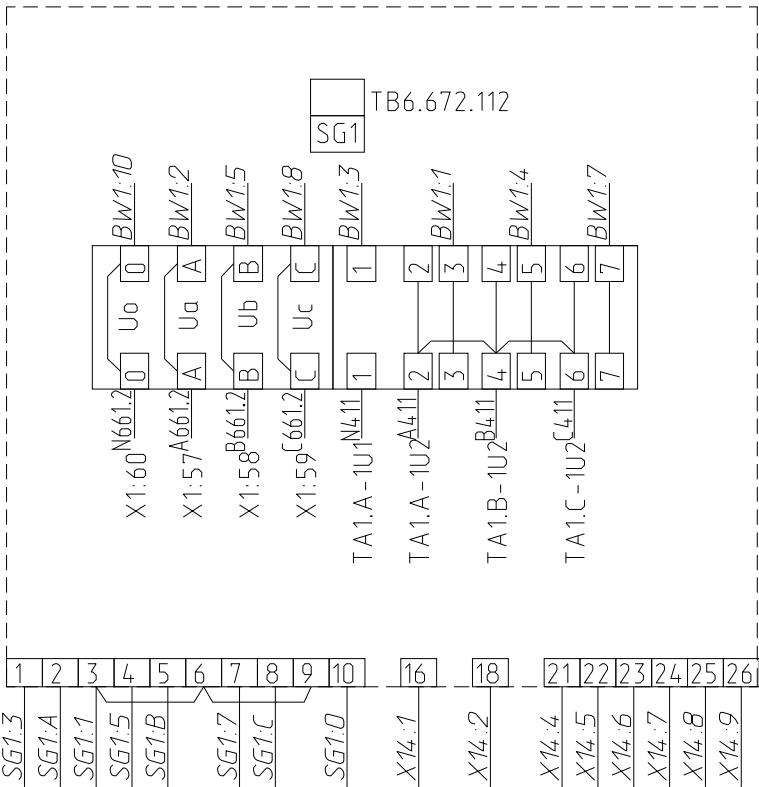 TB6.672.112
SG1
BW1:10 BW1:2 BW1:5 BW1:8 BW1:3 BW1:1 BW1:4 BW1:7
0 A B C 1 2 3 4 5 6 7
Uo Ua Ub Uc
0 A B C 1 2 3 4 5 6 7
N661.2 A661.2 B661.2 C661.2 N411 A411 B411 C411
X1:60 X1:57 X1:58 X1:59 TA1.A-1U1 TA1.A-1U2 TA1.B-1U2 TA1.C-1U2
1 2 3 4 5 6 7 8 9 10 16 18 21 22 23 24 25 26
SG1:3 SG1:A SG1:1 SG1:5 SG1:B SG1:7 SG1:C SG1:0 X14:1 X14:2 X14:4 X14:5 X14:6 X14:7 X14:8 X14:9